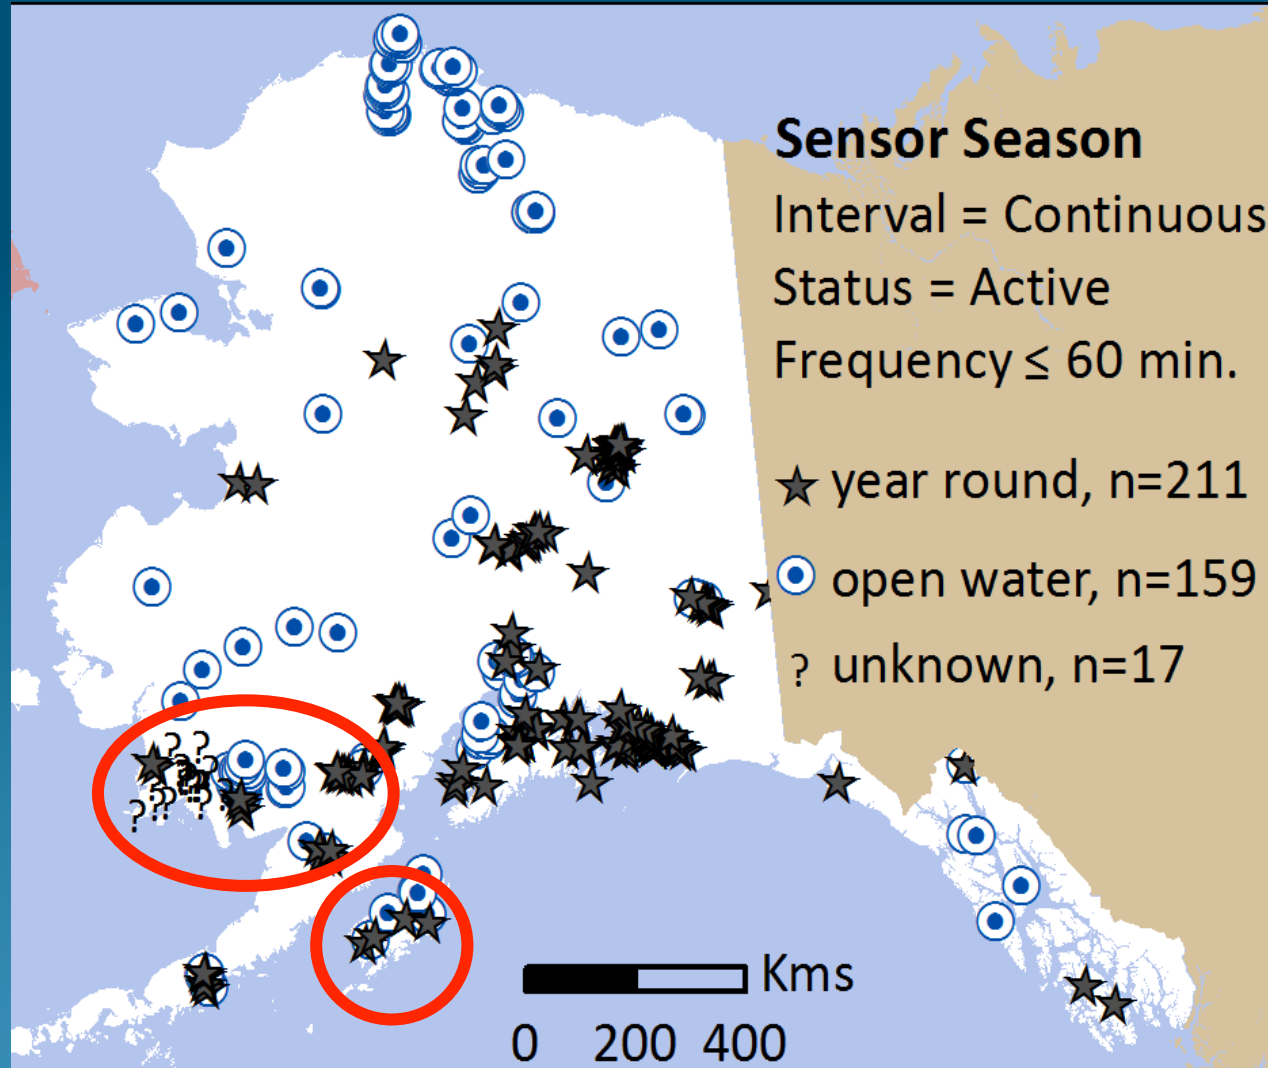 Sensor Season
Interval = Continuous
Status = Active
Frequency ≤ 60 min.
year round, n=211
open water, n=159
? unknown, n=17
Kms
0 200 400